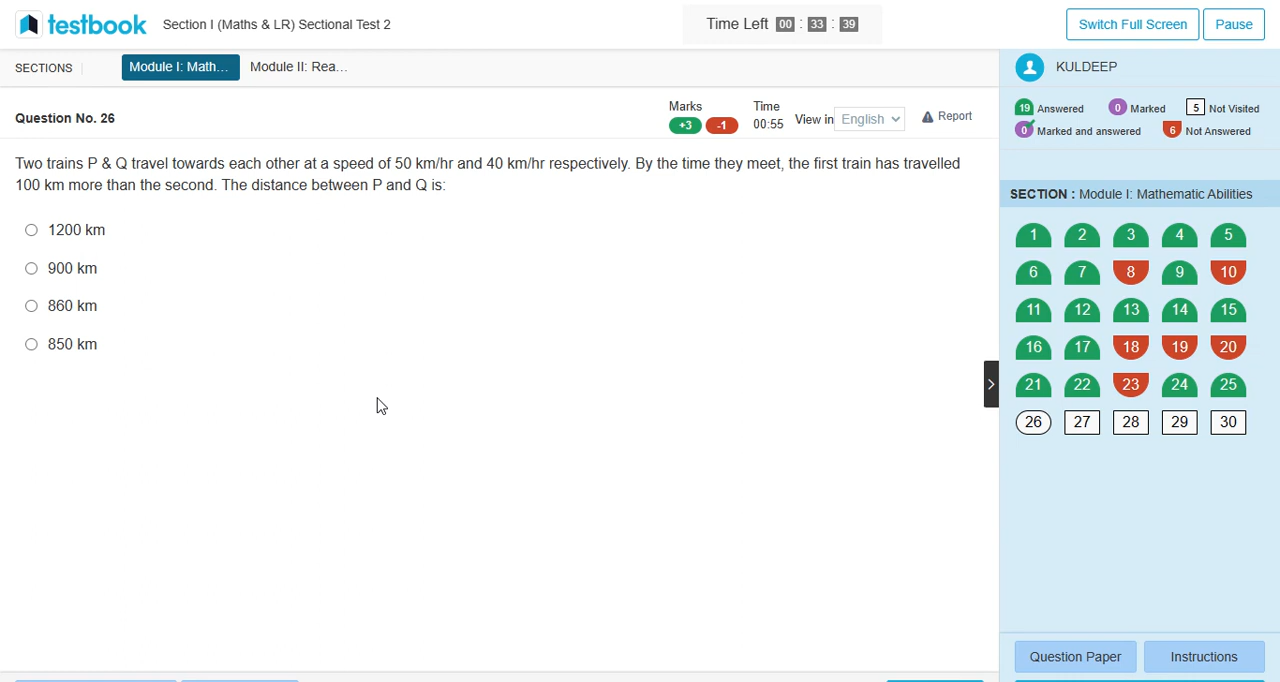 testbook Section I (Maths & LR) Sectional Test 2 Time Left 00 : 33 : 39 Switch Full Screen Pause
SECTIONS Module I: Math... Module II: Rea... KULDEEP
Question No. 26 Marks +3 -1 Time 00:55 View in English Report
19 Answered 0 Marked 5 Not Visited
0 Marked and answered 6 Not Answered
Two trains P & Q travel towards each other at a speed of 50 km/hr and 40 km/hr respectively. By the time they meet, the first train has travelled
100 km more than the second. The distance between P and Q is:
1200 km
900 km
860 km
850 km
SECTION : Module I: Mathematic Abilities
1 2 3 4 5
6 7 8 9 10
11 12 13 14 15
16 17 18 19 20
21 22 23 24 25
26 27 28 29 30
Question Paper Instructions